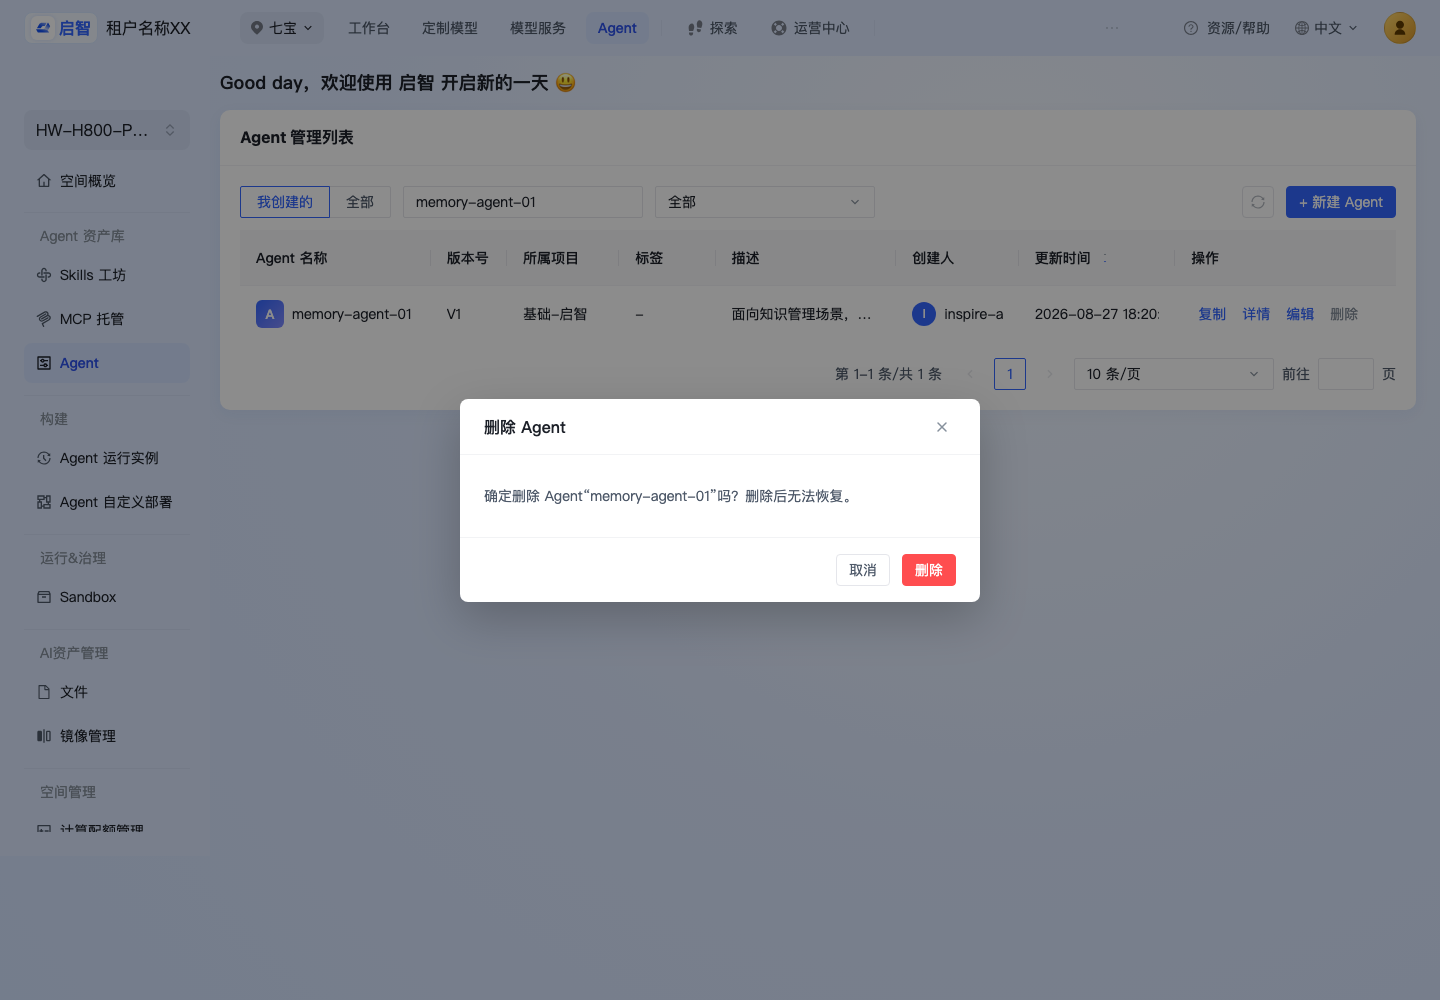 启智 租户名称XX 七宝 工作台 定制模型 模型服务 Agent 探索 运营中心 ··· 资源/帮助 中文
Good day，欢迎使用 启智 开启新的一天 😃
HW-H800-P...
空间概览
Agent 资产库
Skills 工坊
MCP 托管
Agent
构建
Agent 运行实例
Agent 自定义部署
运行&治理
Sandbox
AI资产管理
文件
镜像管理
空间管理
计算配额管理
Agent 管理列表
我创建的 全部 memory-agent-01 全部 + 新建 Agent
Agent 名称 版本号 所属项目 标签 描述 创建人 更新时间 操作
A memory-agent-01 V1 基础-启智 - 面向知识管理场景，... I inspire-a 2026-08-27 18:20: 复制 详情 编辑 删除
第 1-1 条/共 1 条 1 10 条/页 前往 页
删除 Agent
确定删除 Agent“memory-agent-01”吗？删除后无法恢复。
取消 删除